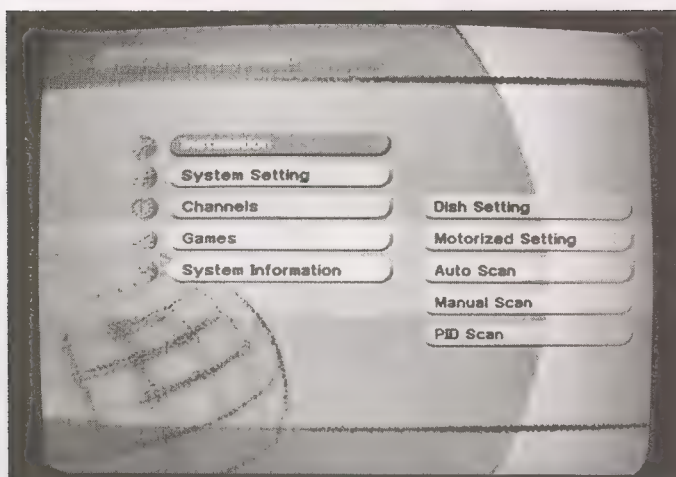 System Setting
Channels
Games
System Information
Dish Setting
Motorized Setting
Auto Scan
Manual Scan
PID Scan